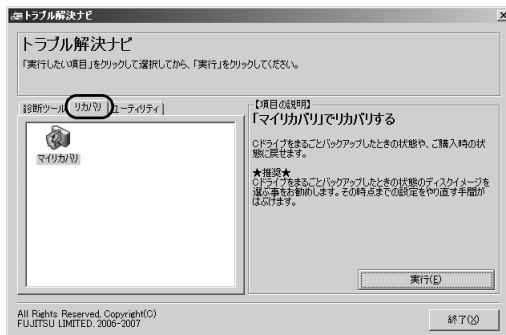 トラブル解決ナビ
トラブル解決ナビ
「実行したい項目」をクリックして選択してから、「実行」をクリックしてください。
診断ツール リカバリ ユーティリティ
マイリカバリ
【項目の説明】
「マイリカバリ」でリカバリする
Cドライブをまるごとバックアップしたときの状態や、ご購入時の状
態に戻せます。
★推奨★
Cドライブをまるごとバックアップしたときの状態のディスクイメージを
選ぶ事をお勧めします。その時点までの設定をやり直す手間が
はぶけます。
実行(E)
All Rights Reserved, Copyright(C)
FUJITSU LIMITED. 2006-2007
終了(X)